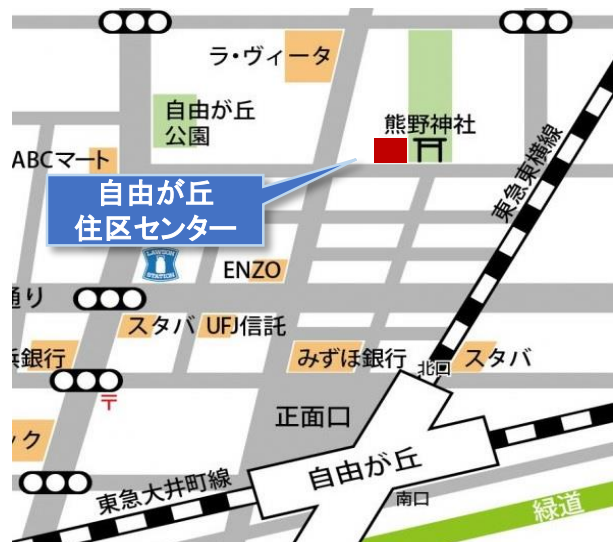 ラ・ヴィータ
自由が丘
公園
熊野神社
ABCマート
自由が丘
住区センター
東急東横線
LAWSON
STATION
ENZO
通り
スタバ
UFJ信託
浜銀行
みずほ銀行
北口
スタバ
〒
正面口
ック
自由が丘
東急大井町線
南口
緑道